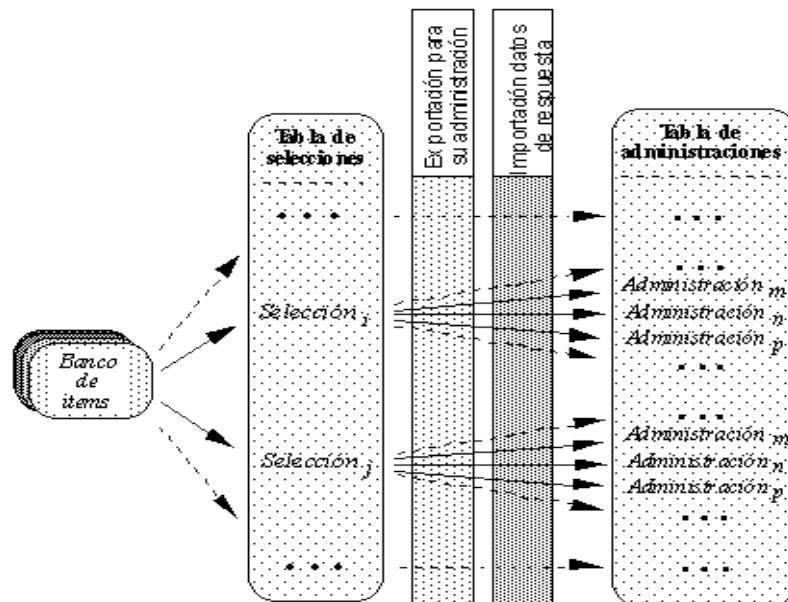 Banco
de
items
Tabla de
selecciones
• • •
Selección i
Selección j
• • •
Exportación para
su administración
Importación datos
de respuesta
Tabla de
administraciones
• • •
• • •
Administración m
Administración n
Administración p
• • •
• • •
Administración m
Administración n
Administración p
• • •
• • •